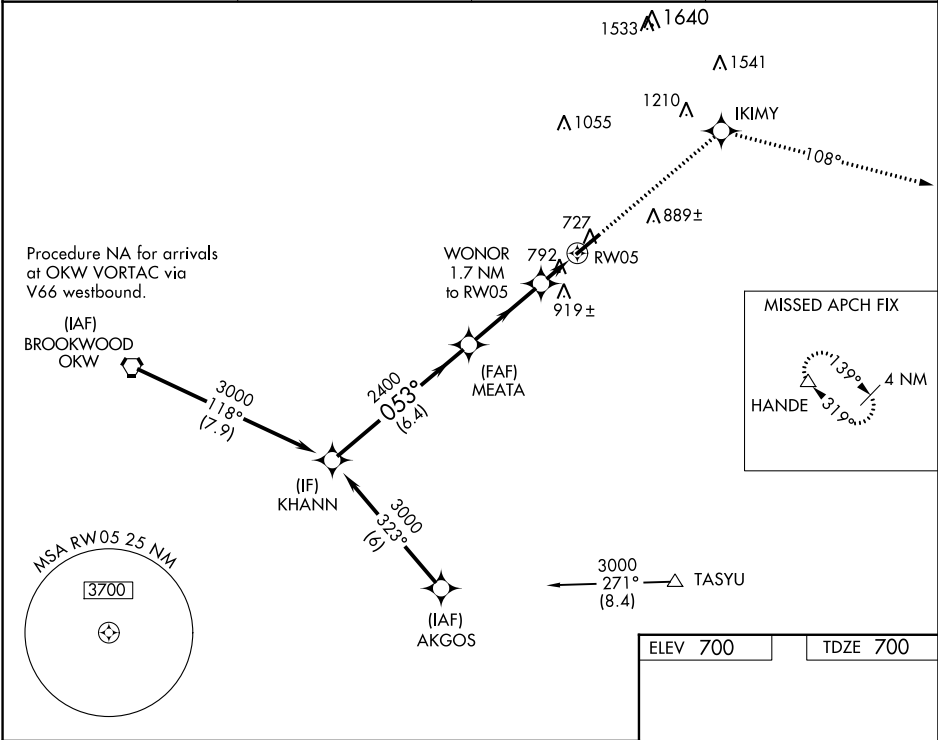 1533 1640
1541
1210
IKIMY
1055
108°
889±
727
RW05
792
WONOR
1.7 NM
to RW05
919±
Procedure NA for arrivals
at OKW VORTAC via
V66 westbound.
(IAF)
BROOKWOOD
OKW
3000
118°
(7.9)
(FAF)
MEATA
2400
053°
(6.4)
(IF)
KHANN
3000
323°
(6)
(IAF)
AKGOS
3000
271°
(8.4)
TASYU
MISSED APCH FIX
139°
4 NM
HANDE
319°
MSA RW05 25 NM
3700
ELEV 700
TDZE 700